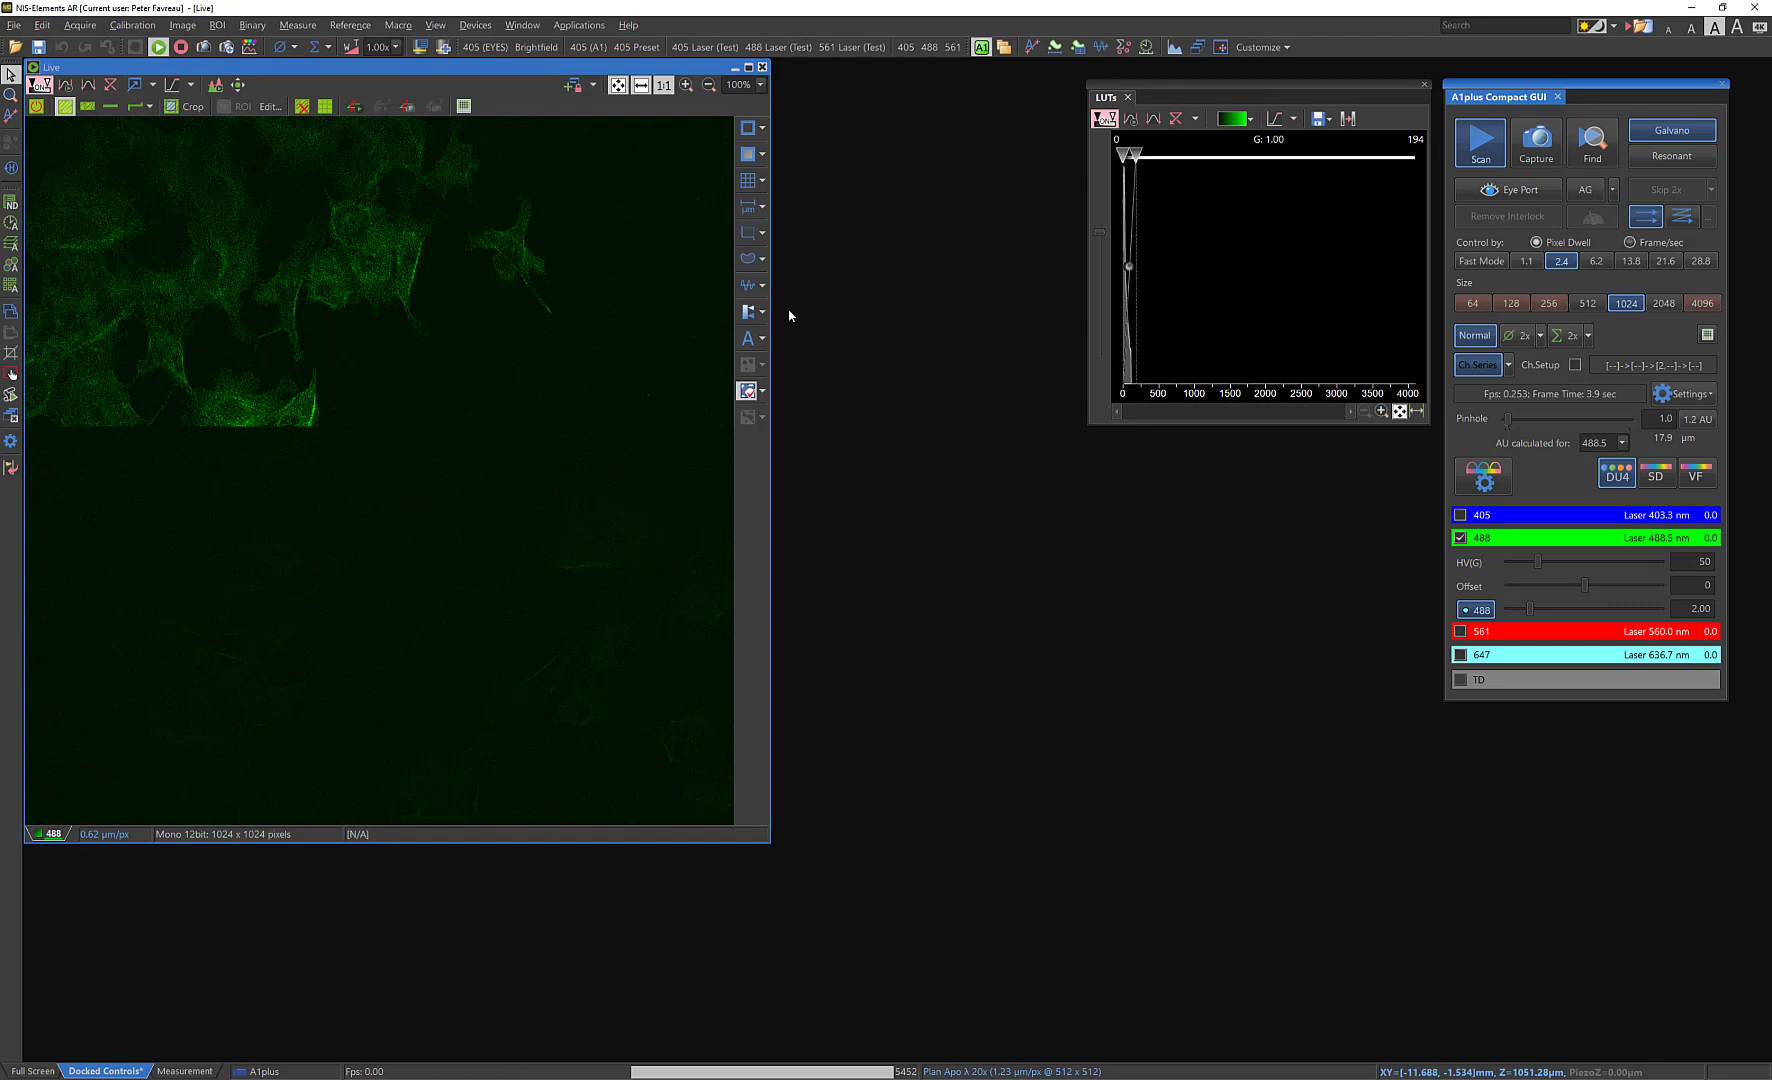 NIS-Elements AR [Current user: Peter Favreau] - [Live]
File Edit Acquire Calibration Image ROI Binary Measure Reference Macro View Devices Window Applications Help
Search
1.00x 405 (EYES) Brightfield 405 (A1) 405 Preset 405 Laser (Test) 488 Laser (Test) 561 Laser (Test) 405 488 561 A1 Customize
Live
ON 1:1 100%
Crop ROI Edit...
488 0.62 µm/px Mono 12bit: 1024 x 1024 pixels [N/A]
LUTs
ON
0 G: 1.00 194
0 500 1000 1500 2000 2500 3000 3500 4000
A1plus Compact GUI
Scan Capture Find Galvano
Resonant
Eye Port AG Skip 2x
Remove Interlock ...
Control by: Pixel Dwell Frame/sec
Fast Mode 1.1 2.4 6.2 13.8 21.6 28.8
Size
64 128 256 512 1024 2048 4096
Normal 2x Σ 2x
Ch Series Ch.Setup [--]->[--]->[2,--]->[--]
Fps: 0.253; Frame Time: 3.9 sec Settings
Pinhole 1.0 1.2 AU
AU calculated for: 488.5 17.9 µm
DU4 SD VF
405 Laser 403.3 nm 0.0
488 Laser 488.5 nm 0.0
HV(G) 50
Offset 0
488 2.00
561 Laser 560.0 nm 0.0
647 Laser 636.7 nm 0.0
TD
Full Screen Docked Controls* Measurement A1plus Fps: 0.00 5452 Plan Apo λ 20x (1.23 µm/px @ 512 x 512) XY=[-11.688, -1.534]mm, Z=1051.28µm, PiezoZ=0.00µm